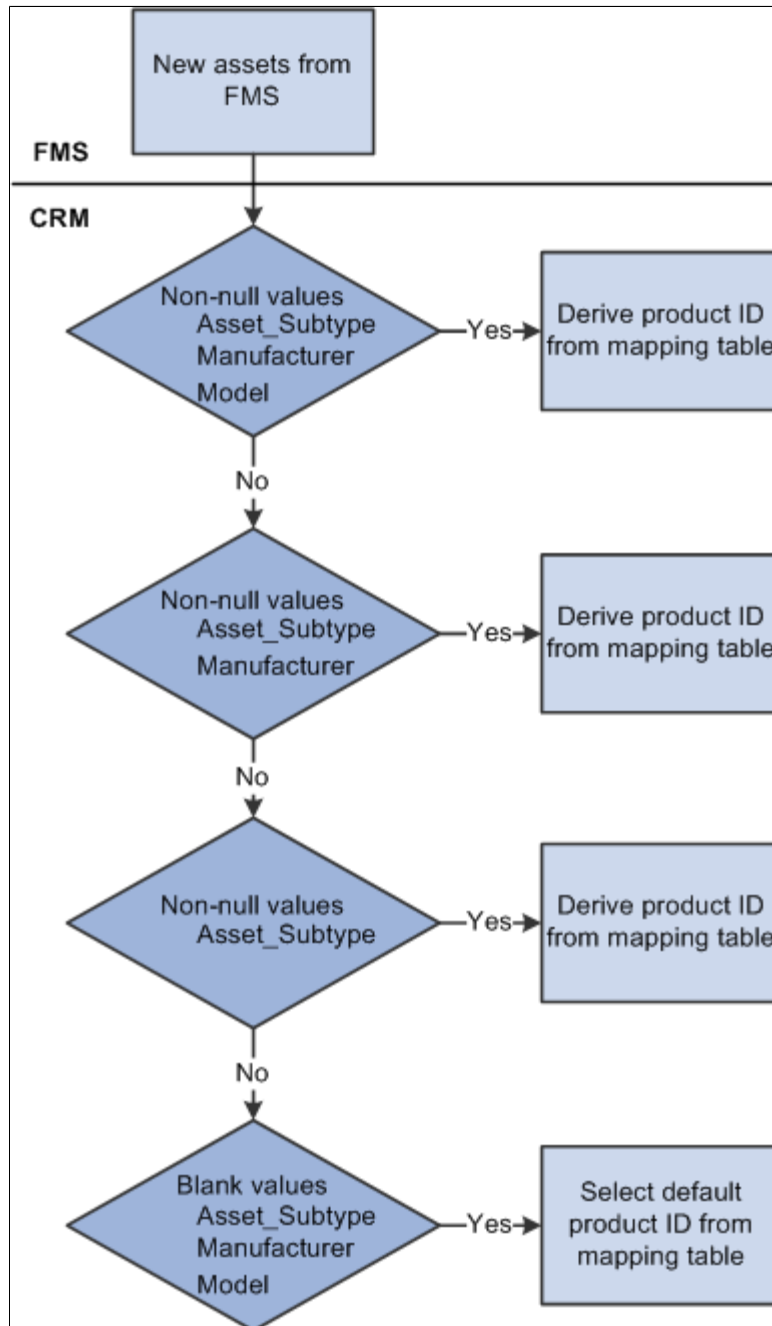 New assets from
FMS
FMS
CRM
Non-null values
Asset_Subtype
Manufacturer
Model
Yes
Derive product ID
from mapping table
No
Non-null values
Asset_Subtype
Manufacturer
Yes
Derive product ID
from mapping table
No
Non-null values
Asset_Subtype
Yes
Derive product ID
from mapping table
No
Blank values
Asset_Subtype
Manufacturer
Model
Yes
Select default
product ID from
mapping table